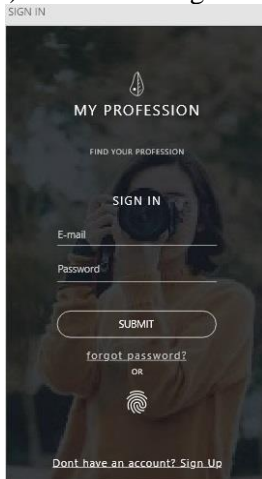 SIGN IN
MY PROFESSION
FIND YOUR PROFESSION
SIGN IN
E-mail
Password
SUBMIT
forgot password?
OR
Dont have an account? Sign Up